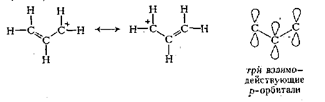 H H
H C C + H
C
H
H H
+ C C
H C H
H
три взаимо-
действующие
p-орбитали